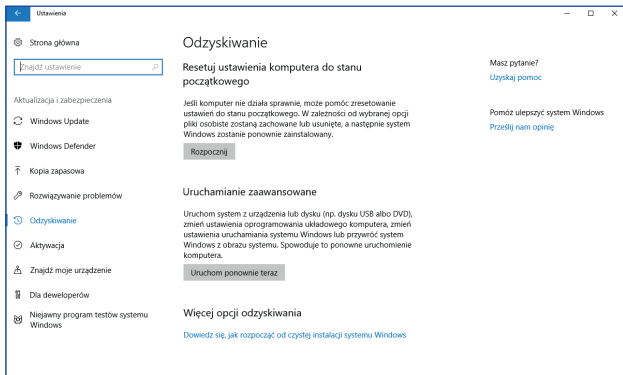 Ustawienia
Strona główna
Znajdź ustawienie
Aktualizacja i zabezpieczenia
Windows Update
Windows Defender
Kopia zapasowa
Rozwiązywanie problemów
Odzyskiwanie
Aktywacja
Znajdź moje urządzenie
Dla deweloperów
Niejawny program testów systemu
Windows
Odzyskiwanie
Resetuj ustawienia komputera do stanu
początkowego
Jeśli komputer nie działa sprawnie, może pomóc zresetowanie
ustawień do stanu początkowego. W zależności od wybranej opcji
pliki osobiste zostaną zachowane lub usunięte, a następnie system
Windows zostanie ponownie zainstalowany.
Rozpocznij
Uruchamianie zaawansowane
Uruchom system z urządzenia lub dysku (np. dysku USB albo DVD),
zmień ustawienia oprogramowania układowego komputera, zmień
ustawienia uruchamiania systemu Windows lub przywróć system
Windows z obrazu systemu. Spowoduje to ponowne uruchomienie
komputera.
Uruchom ponownie teraz
Więcej opcji odzyskiwania
Dowiedz się, jak rozpocząć od czystej instalacji systemu Windows
Masz pytanie?
Uzyskaj pomoc
Pomóż ulepszyć system Windows
Prześlij nam opinię